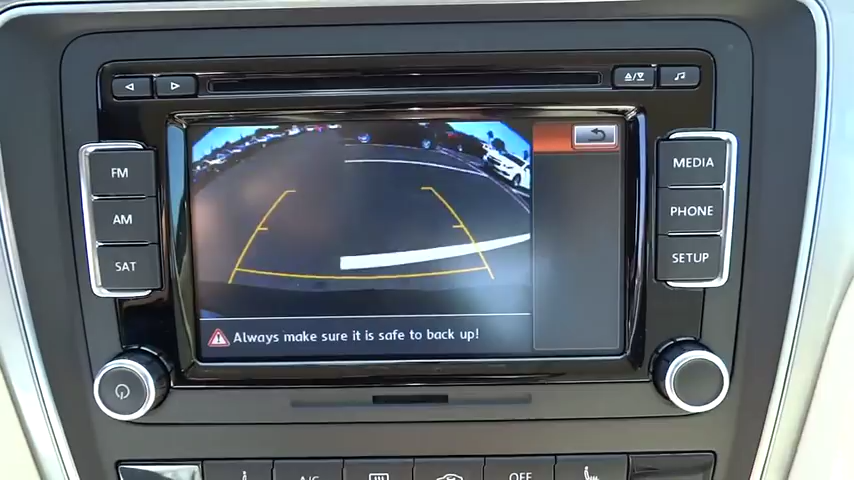 FM
AM
SAT
MEDIA
PHONE
SETUP
Always make sure it is safe to back up!
A/C
OFF